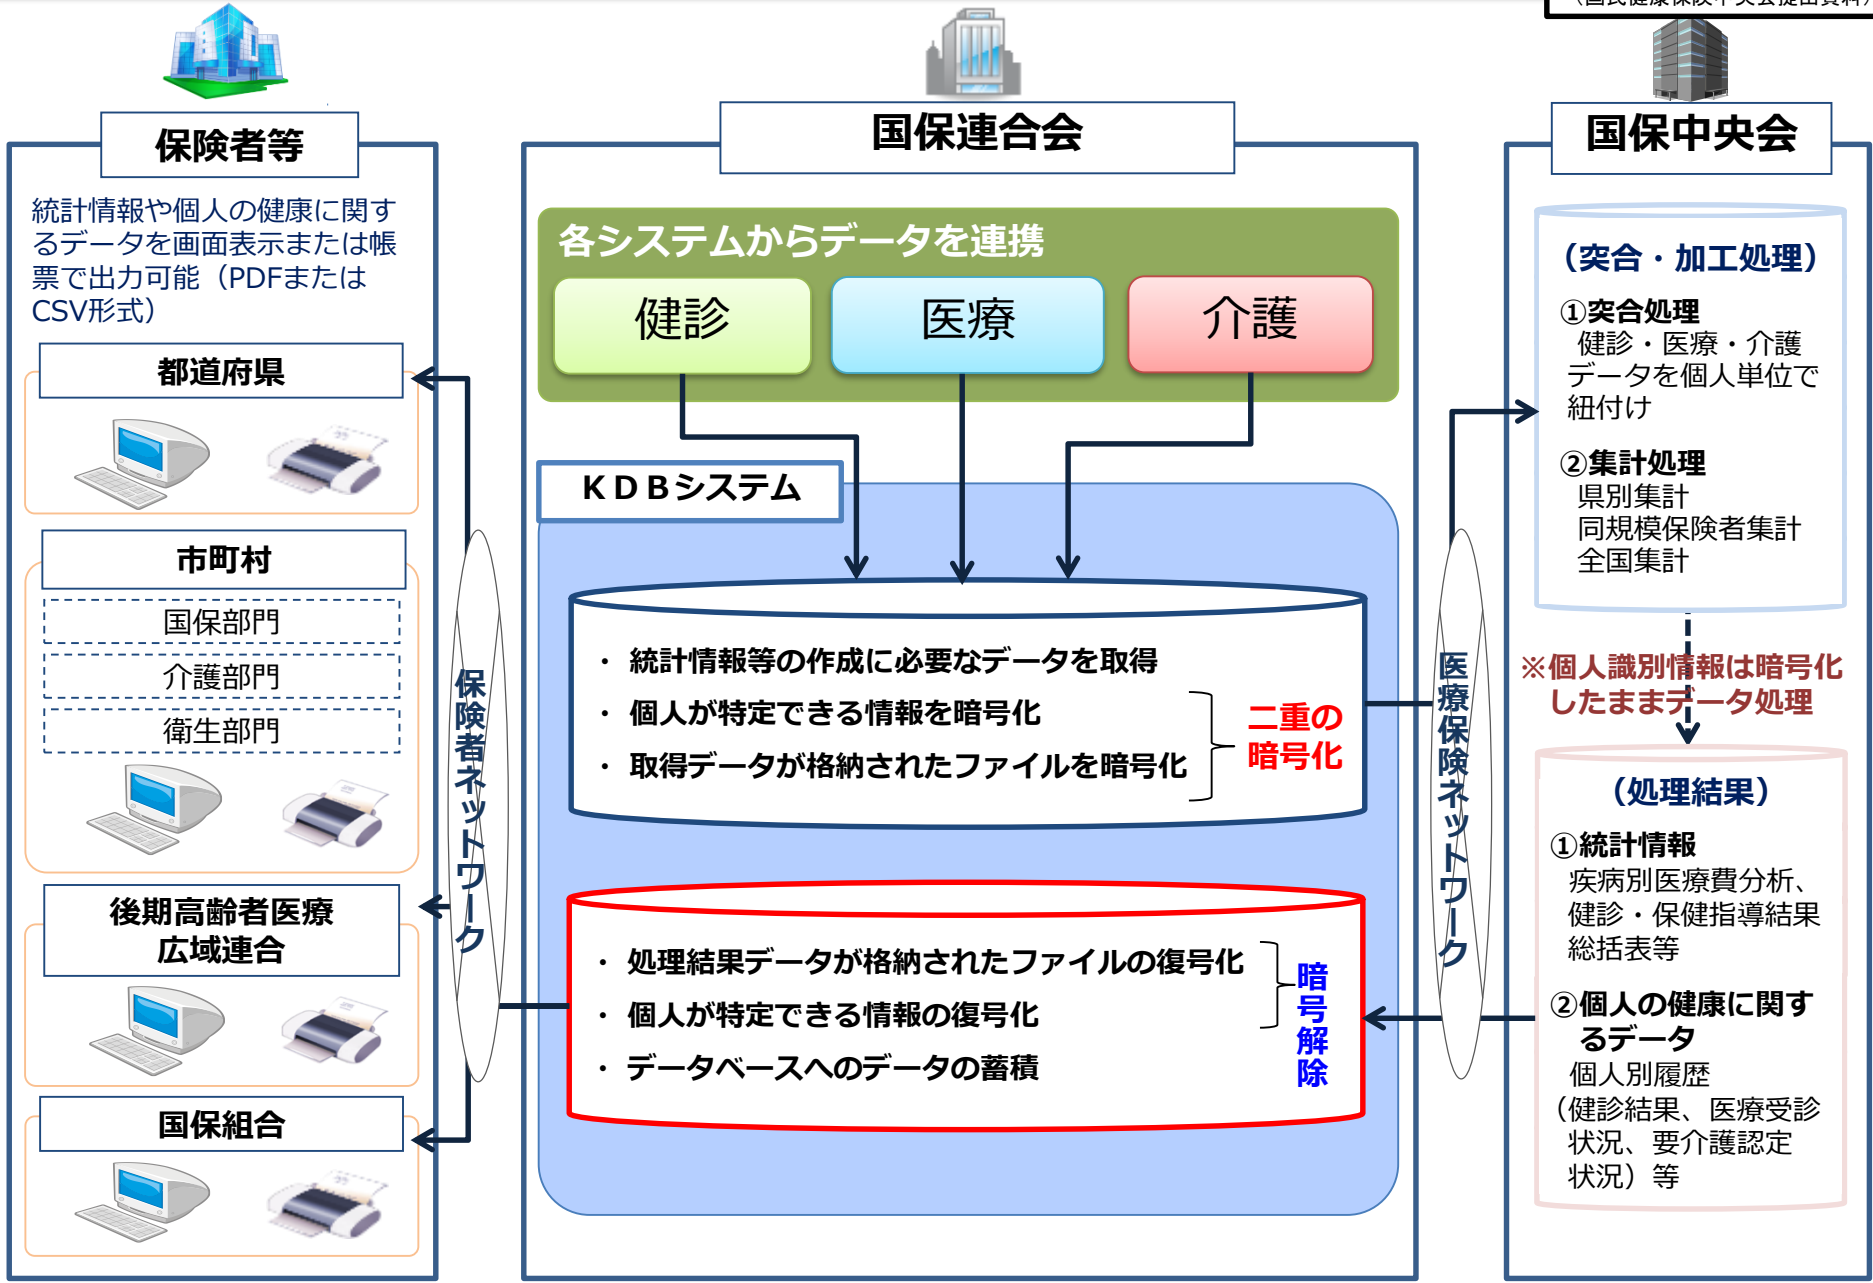 （国民健康保険中央会提出資料）
保険者等
統計情報や個人の健康に関す
るデータを画面表示または帳
票で出力可能（PDFまたは
CSV形式）
都道府県
市町村
国保部門
介護部門
衛生部門
後期高齢者医療
広域連合
国保組合
保険者ネットワーク
国保連合会
各システムからデータを連携
健診
医療
介護
ＫＤＢシステム
・ 統計情報等の作成に必要なデータを取得
・ 個人が特定できる情報を暗号化
・ 取得データが格納されたファイルを暗号化
二重の
暗号化
・ 処理結果データが格納されたファイルの復号化
・ 個人が特定できる情報の復号化
・ データベースへのデータの蓄積
暗号解除
医療保険ネットワーク
国保中央会
（突合・加工処理）
①突合処理
健診・医療・介護
データを個人単位で
紐付け
②集計処理
県別集計
同規模保険者集計
全国集計
※個人識別情報は暗号化
したままデータ処理
（処理結果）
①統計情報
疾病別医療費分析、
健診・保健指導結果
総括表等
②個人の健康に関す
るデータ
個人別履歴
（健診結果、医療受診
状況、要介護認定
状況）等